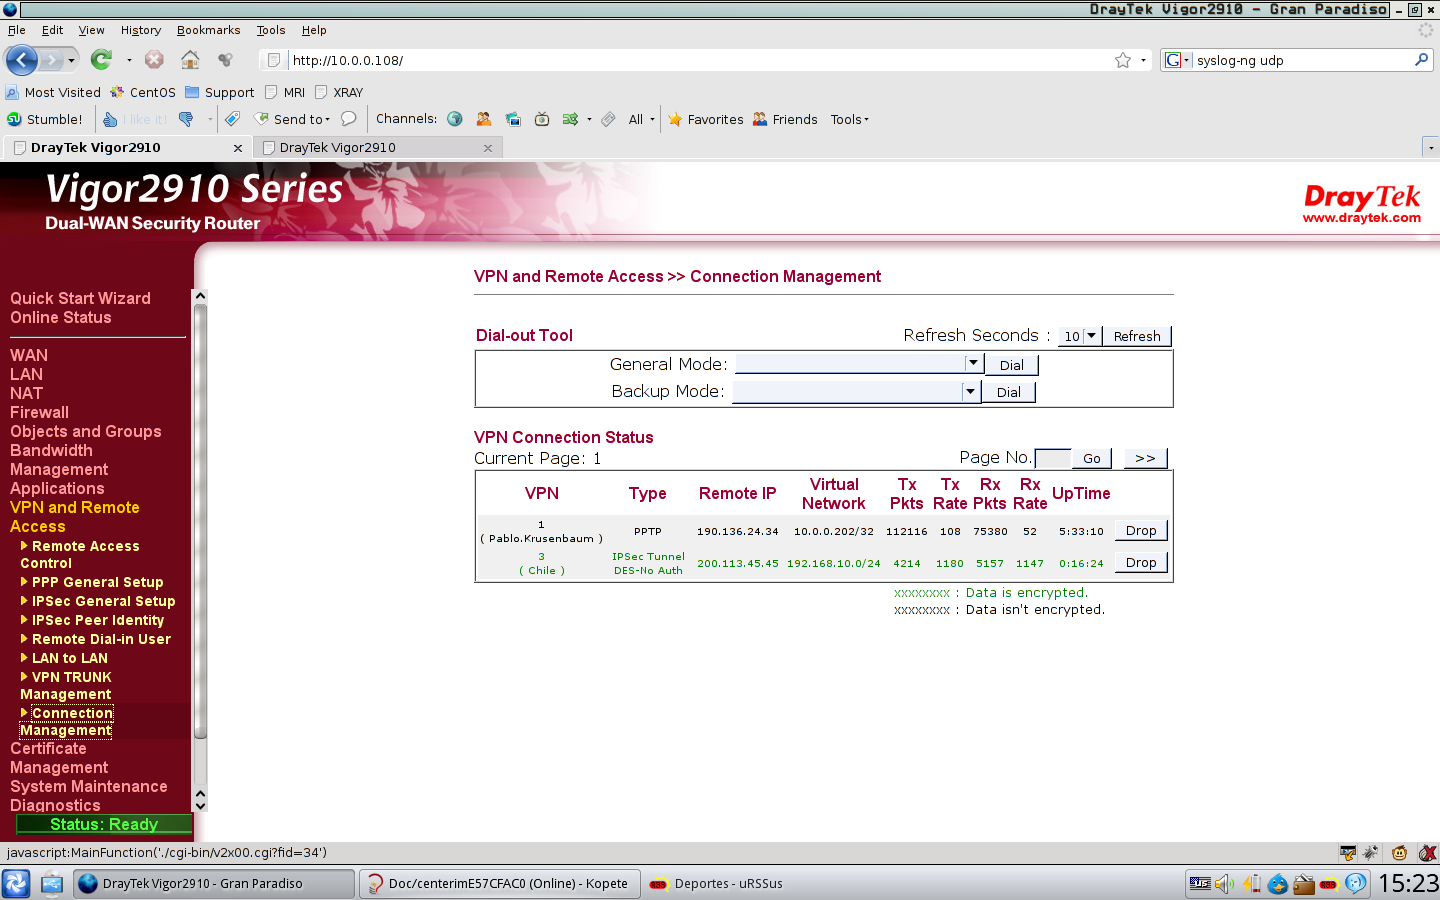 DrayTek Vigor2910 - Gran Paradiso
File Edit View History Bookmarks Tools Help
http://10.0.0.108/
syslog-ng udp
Most Visited CentOS Support MRI XRAY
Stumble! I like it! Send to Channels: All Favorites Friends Tools
DrayTek Vigor2910 DrayTek Vigor2910
Vigor2910 Series
Dual-WAN Security Router
DrayTek
www.draytek.com
Quick Start Wizard
Online Status
WAN
LAN
NAT
Firewall
Objects and Groups
Bandwidth
Management
Applications
VPN and Remote
Access
Remote Access
Control
PPP General Setup
IPSec General Setup
IPSec Peer Identity
Remote Dial-in User
LAN to LAN
VPN TRUNK
Management
Connection
Management
Certificate
Management
System Maintenance
Diagnostics
Status: Ready
VPN and Remote Access >> Connection Management
Dial-out Tool Refresh Seconds : 10 Refresh
General Mode: Dial
Backup Mode: Dial
VPN Connection Status
Current Page: 1 Page No. Go >>
VPN Type Remote IP Virtual Network Tx Pkts Tx Rate Rx Pkts Rx Rate UpTime
1 ( Pablo.Krusenbaum ) PPTP 190.136.24.34 10.0.0.202/32 112116 108 75380 52 5:33:10 Drop
3 ( Chile ) IPSec Tunnel DES-No Auth 200.113.45.45 192.168.10.0/24 4214 1180 5157 1147 0:16:24 Drop
xxxxxxxx : Data is encrypted.
xxxxxxxx : Data isn't encrypted.
javascript:MainFunction('./cgi-bin/v2x00.cgi?fid=34')
DrayTek Vigor2910 - Gran Paradiso Doc/centerimE57CFAC0 (Online) - Kopete Deportes - uRSSus 15:23